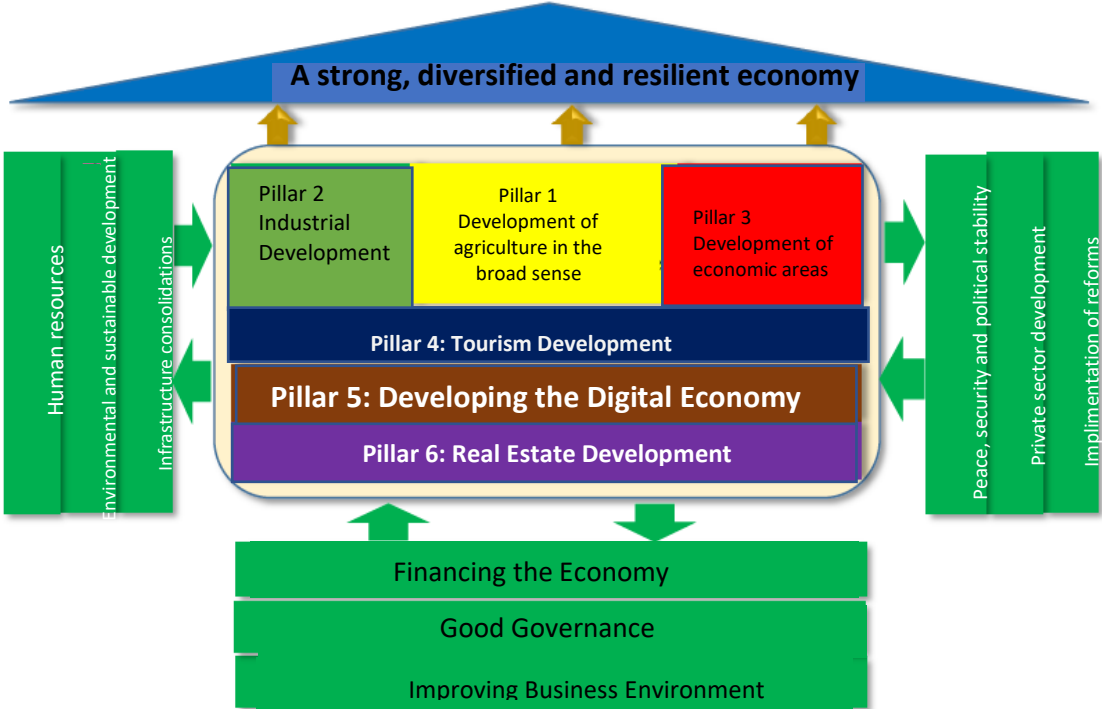 A strong, diversified and resilient economy
Human resources
Environmental and sustainable development
Infrastructure consolidations
Pillar 2
Industrial
Development
Pillar 1
Development of
agriculture in the
broad sense
Pillar 3
Development of
economic areas
Pillar 4: Tourism Development
Pillar 5: Developing the Digital Economy
Pillar 6: Real Estate Development
Peace, security and political stability
Private sector development
Implimentation of reforms
Financing the Economy
Good Governance
Improving Business Environment